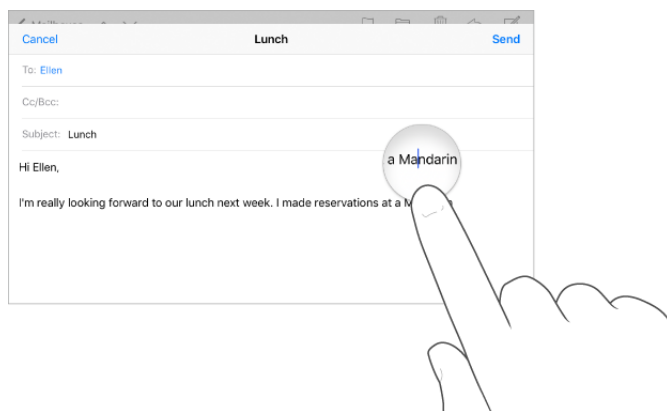 Cancel Lunch Send
To: Ellen
Cc/Bcc:
Subject: Lunch
a Mandarin
Hi Ellen,
I'm really looking forward to our lunch next week. I made reservations at a M